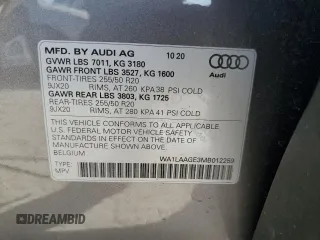 MFD. BY AUDI AG 10 20
GVWR LBS 7011, KG 3180
GAWR FRONT LBS 3527, KG 1600
FRONT-TIRES 255/50 R20
9JX20 RIMS, AT 260 KPA/38 PSI COLD
GAWR REAR LBS 3803, KG 1725
REAR-TIRES 255/50 R20
9JX20 RIMS, AT 280 KPA/ 41 PSI COLD
THIS VEHICLE CONFORMS TO ALL APPLICABLE
U.S. FEDERAL MOTOR VEHICLE SAFETY
STANDARDS IN EFFECT ON THE DATE OF
MANUFACTURE SHOWN ABOVE.
BELGIUM
TYPE:
MPV
WA1LAAGE3MB012259
Audi
DREAMBID